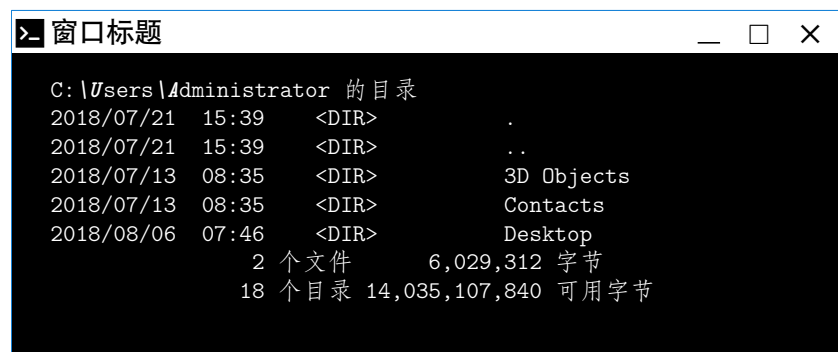 窗口标题
C:\Users\Administrator 的目录
2018/07/21  15:39    <DIR>          .
2018/07/21  15:39    <DIR>          ..
2018/07/13  08:35    <DIR>          3D Objects
2018/07/13  08:35    <DIR>          Contacts
2018/08/06  07:46    <DIR>          Desktop
2 个文件      6,029,312 字节
18 个目录 14,035,107,840 可用字节